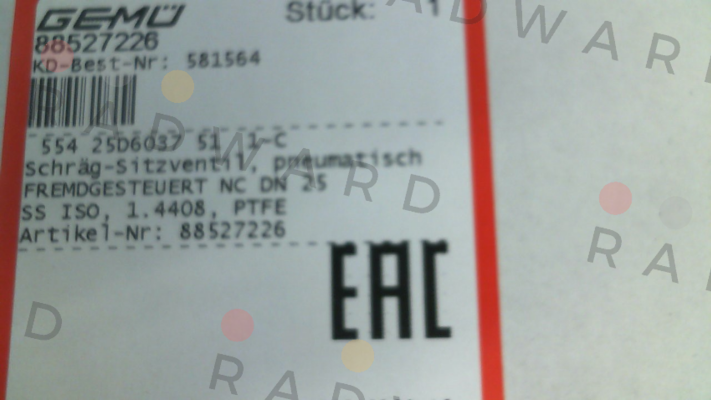 GEMÜ Stück: 1
88527226
KD-Best-Nr: 581564
554 25D6037 51 1-C
Schräg-Sitzventil, pneumatisch
FREMDGESTEUERT NC DN 25
SS ISO, 1.4408, PTFE
Artikel-Nr: 88527226
EAC
RADWARD